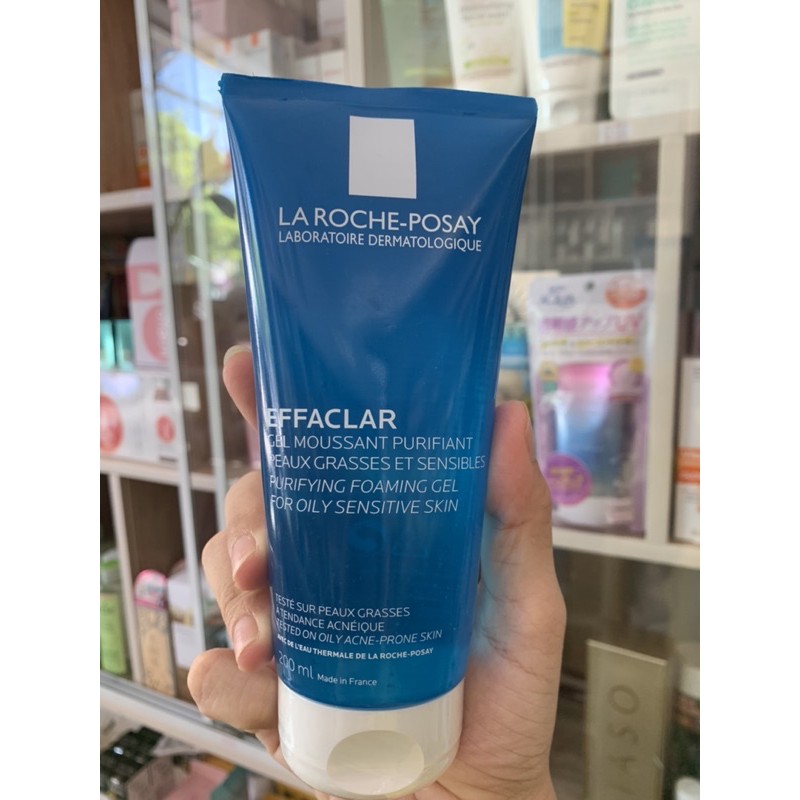 LA ROCHE-POSAY
LABORATOIRE DERMATOLOGIQUE
EFFACLAR
GEL MOUSSANT PURIFIANT
PEAUX GRASSES ET SENSIBLES
PURIFYING FOAMING GEL
FOR OILY SENSITIVE SKIN
TESTÉ SUR PEAUX GRASSES
À TENDANCE ACNÉIQUE
TESTED ON OILY ACNE-PRONE SKIN
AVEC DE L'EAU THERMALE DE LA ROCHE-POSAY
200 ml Made in France